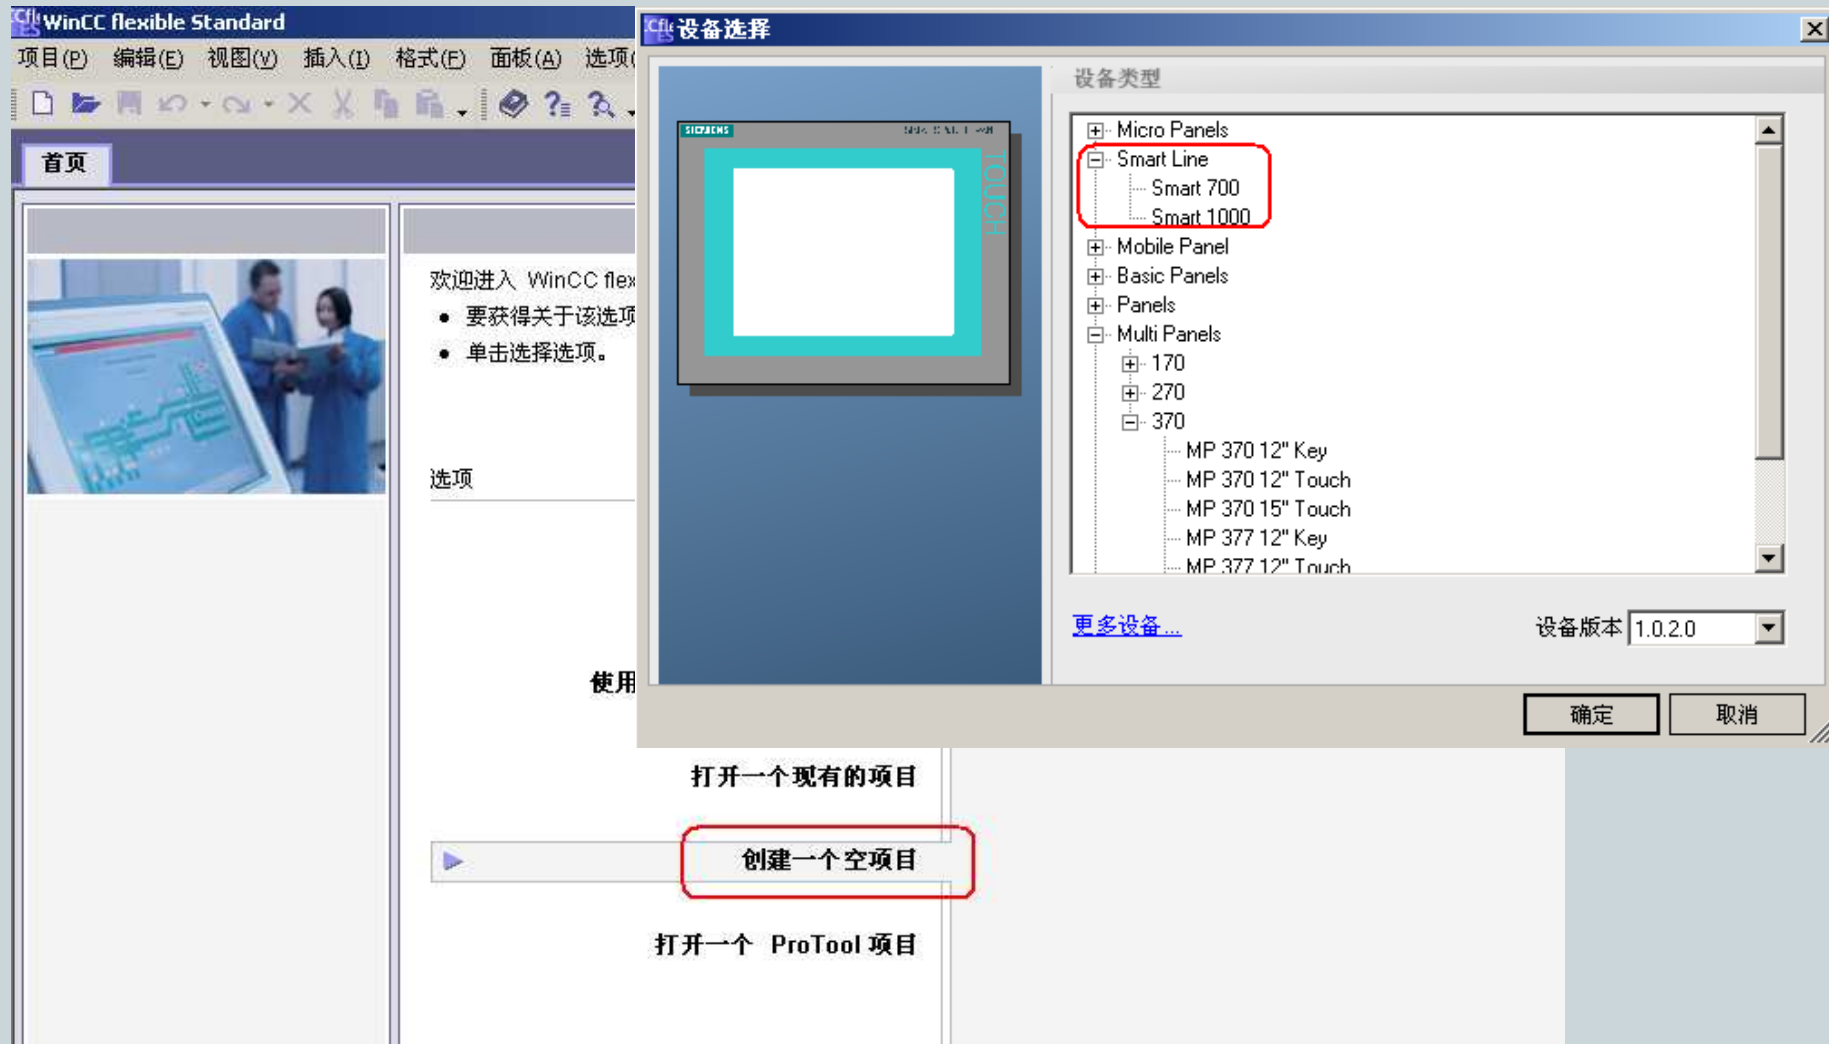 WinCC flexible Standard
项目(P) 编辑(E) 视图(V) 插入(I) 格式(F) 面板(A) 选项(
首页
欢迎进入 WinCC flex
• 要获得关于该选项
• 单击选择选项。
选项
使用
打开一个现有的项目
创建一个空项目
打开一个 ProTool 项目
设备选择
SIEMENS
TOUCH
设备类型
Micro Panels
Smart Line
Smart 700
Smart 1000
Mobile Panel
Basic Panels
Panels
Multi Panels
170
270
370
MP 370 12" Key
MP 370 12" Touch
MP 370 15" Touch
MP 377 12" Key
MP 377 12" Touch
更多设备...
设备版本 1.0.2.0
确定 取消